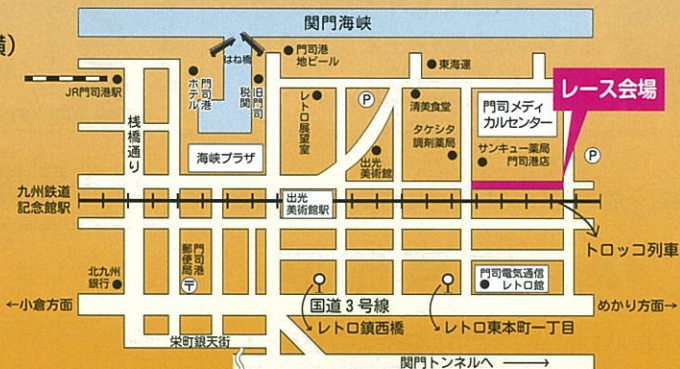 関門海峡
横)
はね橋
門司港
地ビール
東海運
レース会場
JR門司港駅
門司港
ホテル
旧門司
税関
レトロ展望室
P
清美食堂
門司メディ
カルセンター
桟橋通り
海峡プラザ
出光
美術館
タケシタ
調剤薬局
サンキュー薬局
門司港店
P
九州鉄道
記念館駅
出光
美術館駅
トロッコ列車
北九州
銀行
門司港
郵便局
〒
門司電気通信
レトロ館
←小倉方面
国道3号線
めかり方面→
レトロ鎮西橋
レトロ東本町一丁目
栄町銀天街
関門トンネルへ →